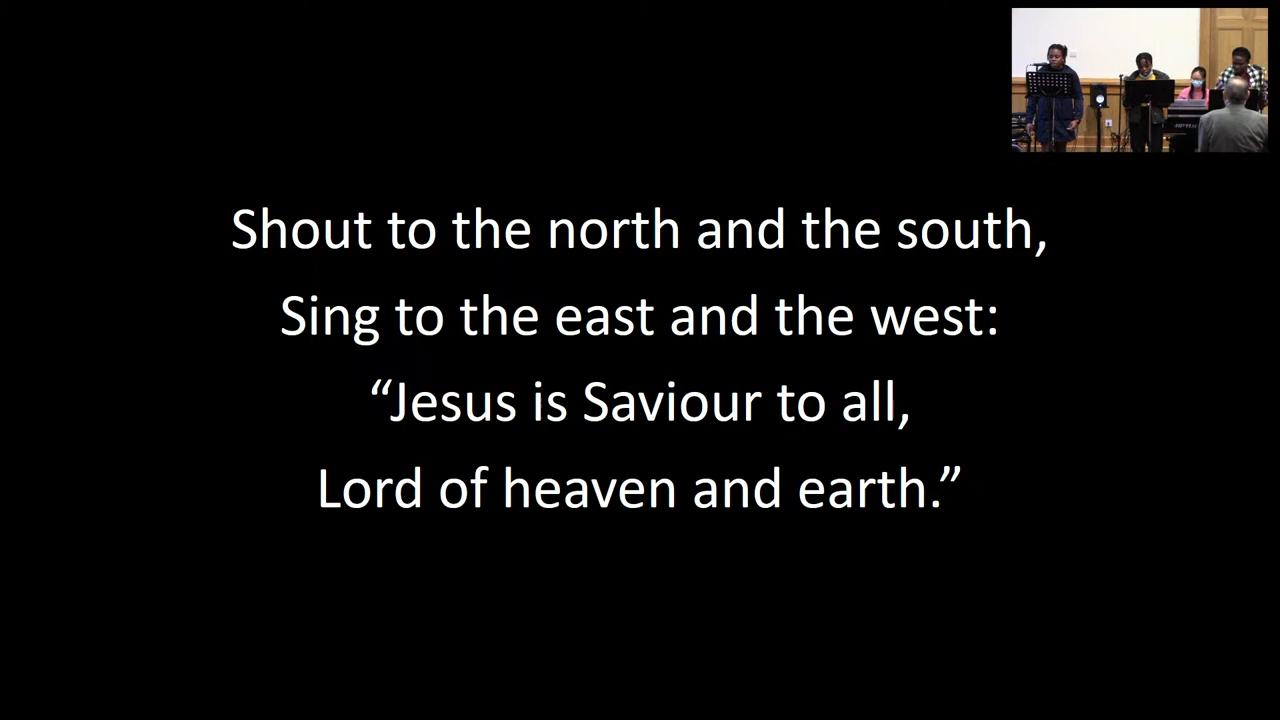 Shout to the north and the south,
Sing to the east and the west:
“Jesus is Saviour to all,
Lord of heaven and earth.”